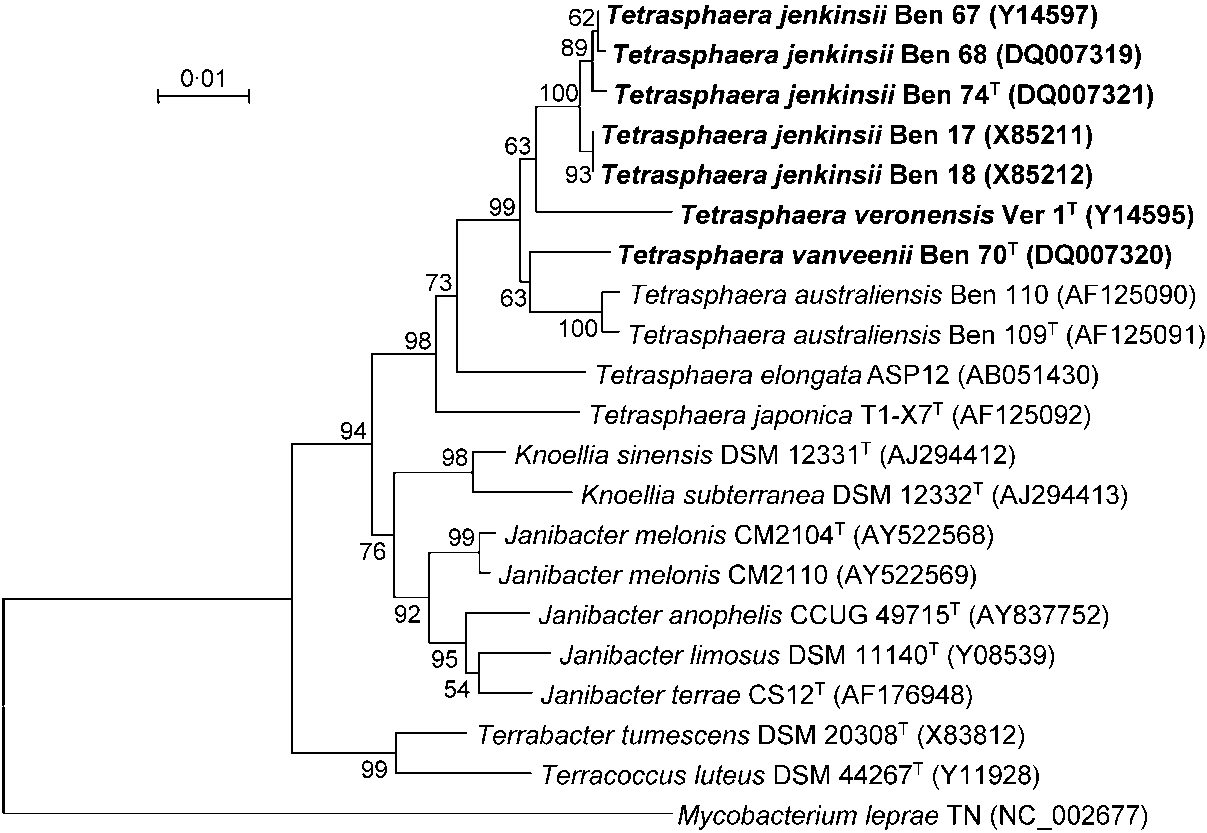 62
Tetrasphaera jenkinsii Ben 67 (Y14597)
0·01
89
Tetrasphaera jenkinsii Ben 68 (DQ007319)
100
Tetrasphaera jenkinsii Ben 74ᵀ (DQ007321)
63
Tetrasphaera jenkinsii Ben 17 (X85211)
93
Tetrasphaera jenkinsii Ben 18 (X85212)
99
Tetrasphaera veronensis Ver 1ᵀ (Y14595)
Tetrasphaera vanveenii Ben 70ᵀ (DQ007320)
73
63
Tetrasphaera australiensis Ben 110 (AF125090)
100
Tetrasphaera australiensis Ben 109ᵀ (AF125091)
98
Tetrasphaera elongata ASP12 (AB051430)
Tetrasphaera japonica T1-X7ᵀ (AF125092)
94
98
Knoellia sinensis DSM 12331ᵀ (AJ294412)
Knoellia subterranea DSM 12332ᵀ (AJ294413)
99
Janibacter melonis CM2104ᵀ (AY522568)
76
Janibacter melonis CM2110 (AY522569)
92
Janibacter anophelis CCUG 49715ᵀ (AY837752)
95
Janibacter limosus DSM 11140ᵀ (Y08539)
54
Janibacter terrae CS12ᵀ (AF176948)
Terrabacter tumescens DSM 20308ᵀ (X83812)
99
Terracoccus luteus DSM 44267ᵀ (Y11928)
Mycobacterium leprae TN (NC_002677)